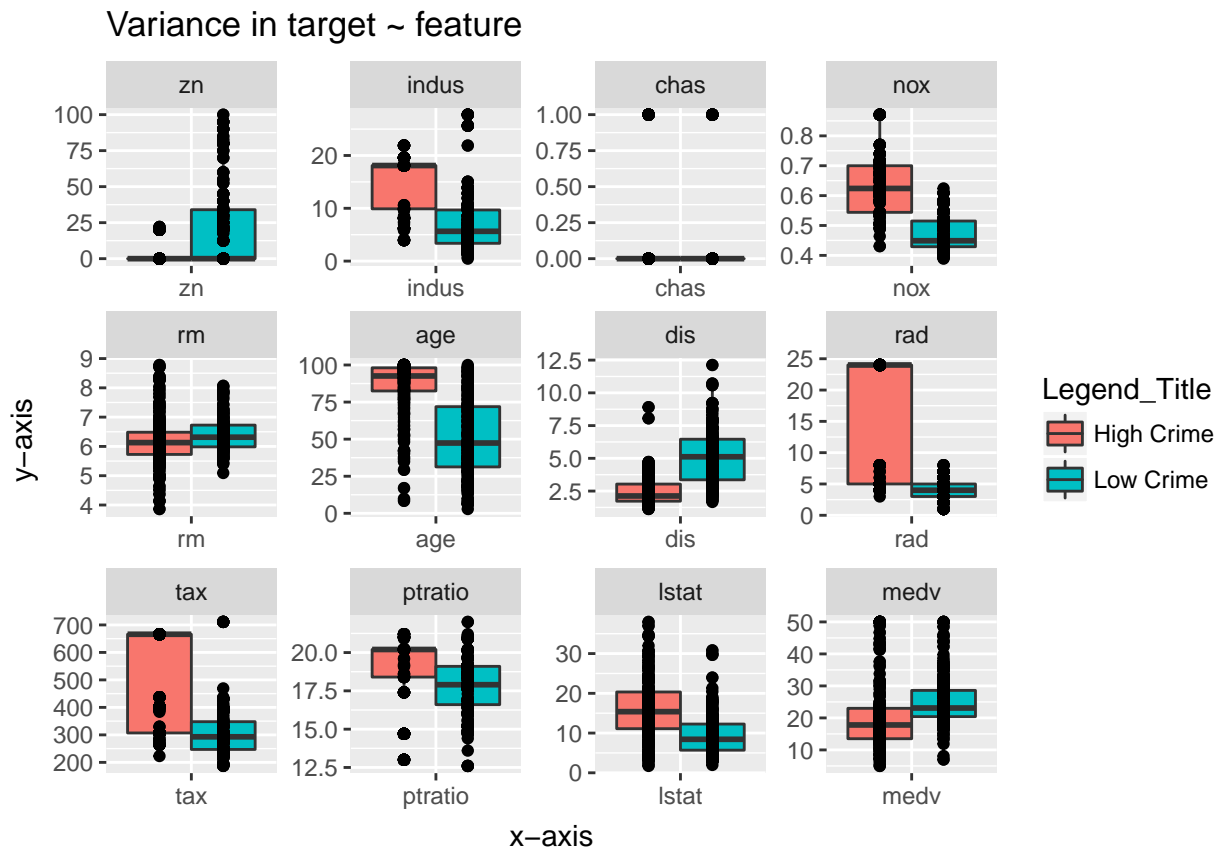 Variance in target ~ feature
zn
indus
chas
nox
100
75
50
25
0
20
10
0
1.00
0.75
0.50
0.25
0.00
0.8
0.7
0.6
0.5
0.4
zn
indus
chas
nox
rm
age
dis
rad
9
8
7
6
5
4
100
75
50
25
0
12.5
10.0
7.5
5.0
2.5
25
20
15
10
5
0
rm
age
dis
rad
tax
ptratio
lstat
medv
700
600
500
400
300
200
20.0
17.5
15.0
12.5
30
20
10
0
50
40
30
20
10
tax
ptratio
lstat
medv
x−axis
y−axis
Legend_Title
High Crime
Low Crime